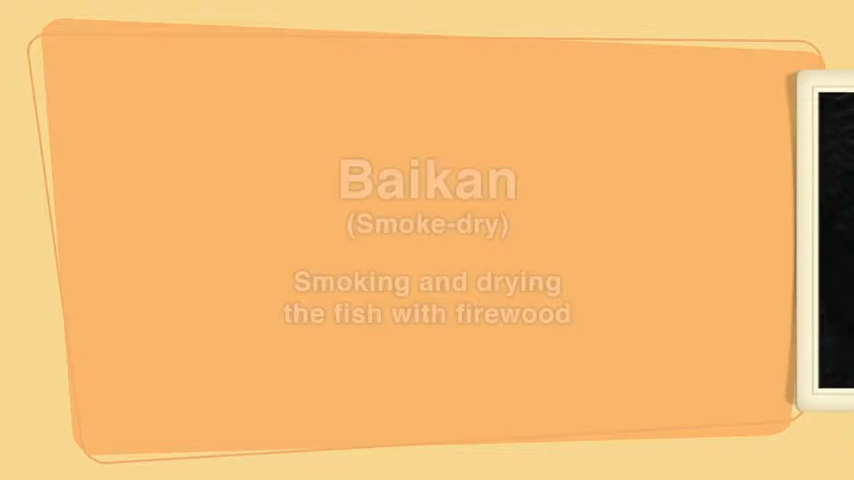 Baikan
(Smoke-dry)
Smoking and drying
the fish with firewood